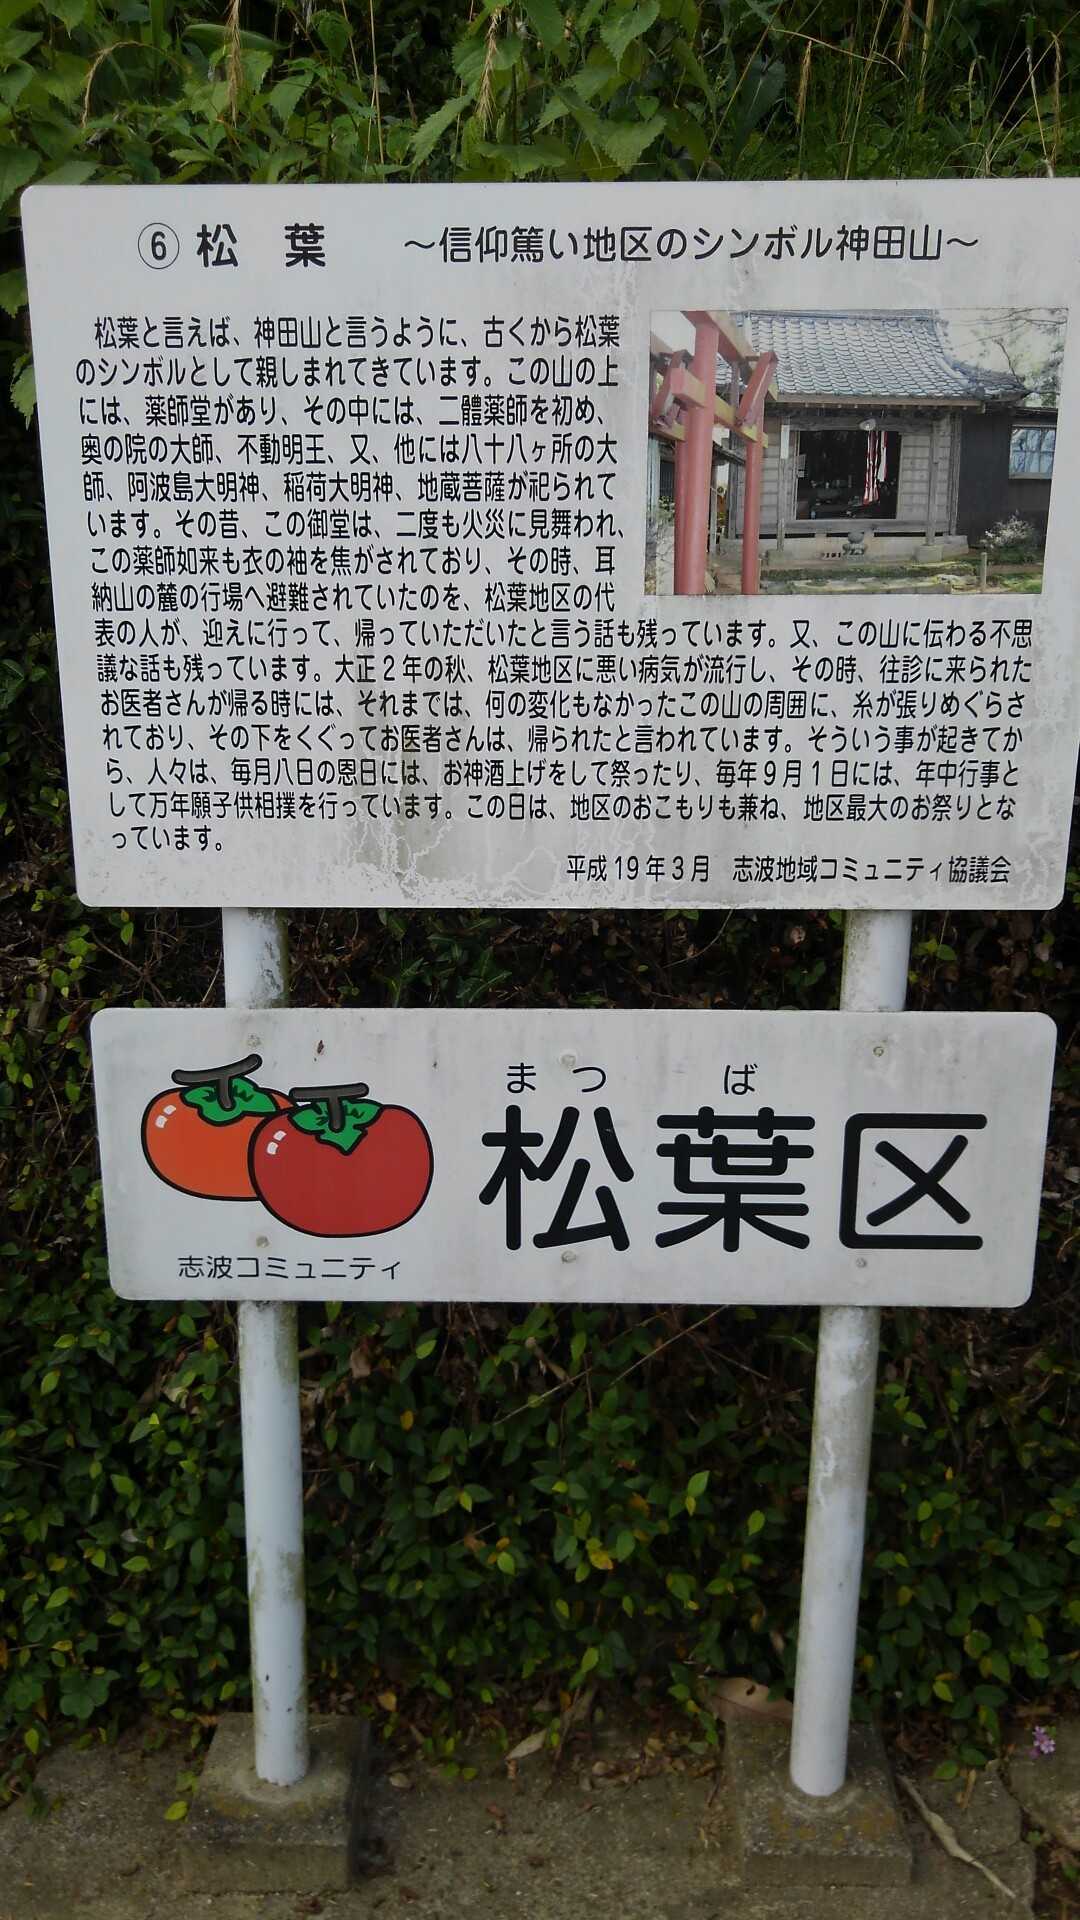 ⑥ 松 葉 ～信仰篤い地区のシンボル神田山～
松葉と言えば、神田山と言うように、古くから松葉
のシンボルとして親しまれてきています。この山の上
には、薬師堂があり、その中には、二體薬師を初め、
奥の院の大師、不動明王、又、他には八十八ヶ所の大
師、阿波島大明神、稲荷大明神、地蔵菩薩が祀られて
います。その昔、この御堂は、二度も火災に見舞われ、
この薬師如来も衣の袖を焦がされており、その時、耳
納山の麓の行場へ避難されていたのを、松葉地区の代
表の人が、迎えに行って、帰っていただいたと言う話も残っています。又、この山に伝わる不思
議な話も残っています。大正２年の秋、松葉地区に悪い病気が流行し、その時、往診に来られた
お医者さんが帰る時には、それまでは、何の変化もなかったこの山の周囲に、糸が張りめぐらさ
れており、その下をくぐってお医者さんは、帰られたと言われています。そういう事が起きてか
ら、人々は、毎月八日の恩日には、お神酒上げをして祭ったり、毎年９月１日には、年中行事と
して万年願子供相撲を行っています。この日は、地区のおこもりも兼ね、地区最大のお祭りとな
っています。
平成19年３月 志波地域コミュニティ協議会
まつ ば
松葉区
志波コミュニティ